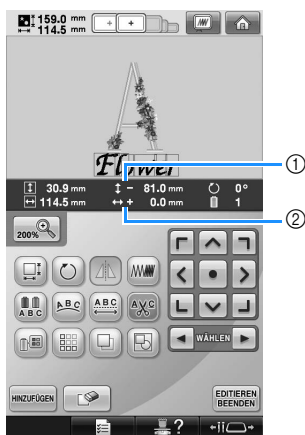 159.0 mm
114.5 mm
Flower
①
30.9 mm - 81.0 mm 0°
114.5 mm + 0.0 mm 1
②
200%
A B C A B C A B C A C
WÄHLEN
HINZUFÜGEN
EDITIEREN
BEENDEN
?